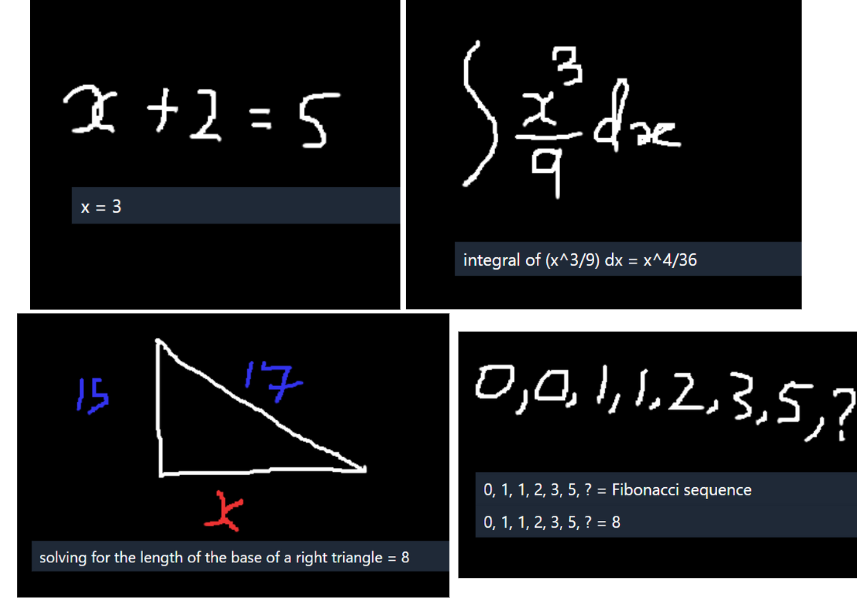 x + 2 = 5
x = 3
∫ x³/9 dx
integral of (x^3/9) dx = x^4/36
15
17
x
solving for the length of the base of a right triangle = 8
0, 0, 1, 1, 2, 3, 5, ?
0, 1, 1, 2, 3, 5, ? = Fibonacci sequence
0, 1, 1, 2, 3, 5, ? = 8